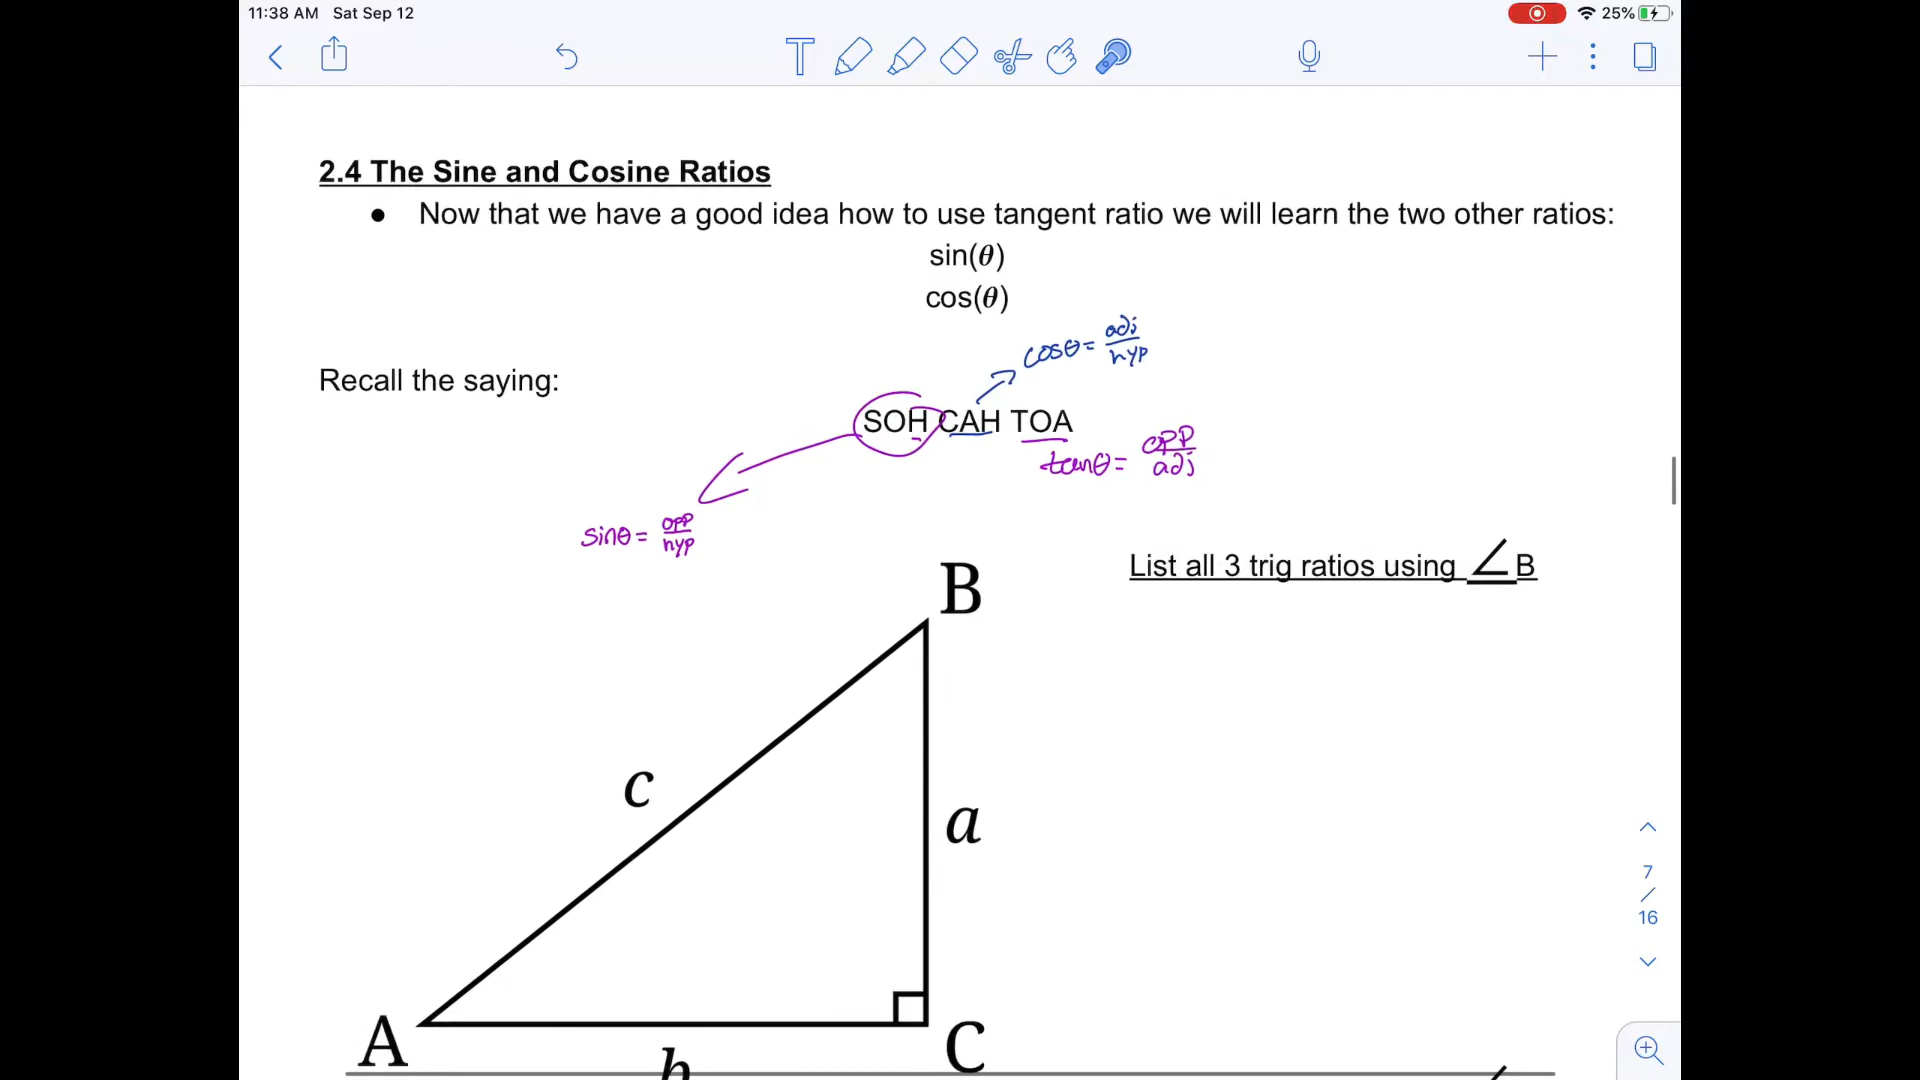 11:38 AM Sat Sep 12
25%
2.4 The Sine and Cosine Ratios
● Now that we have a good idea how to use tangent ratio we will learn the two other ratios:
sin(θ)
cos(θ)
cosθ = adj/hyp
Recall the saying:
SOH CAH TOA
tanθ = opp/adj
sinθ = opp/hyp
List all 3 trig ratios using ∠B
B
c
a
A
C
b
7
/
16